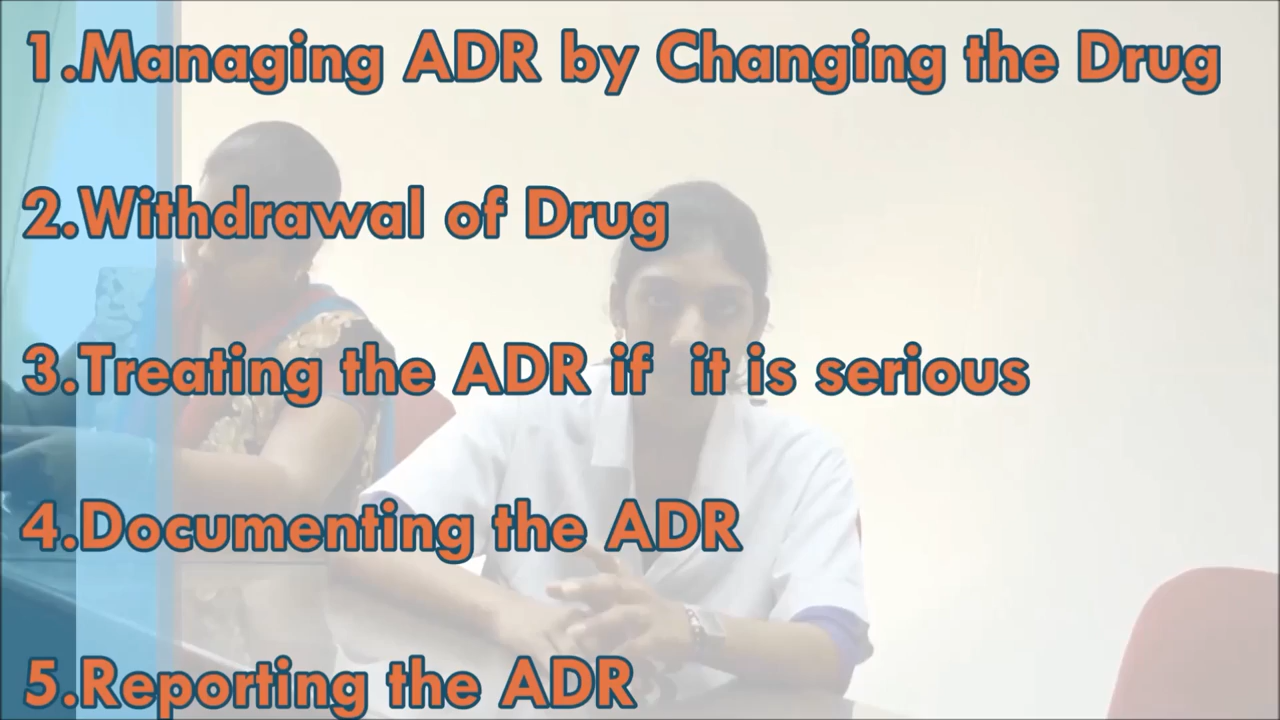 1.Managing ADR by Changing the Drug
2.Withdrawal of Drug
3.Treating the ADR if it is serious
4.Documenting the ADR
5.Reporting the ADR